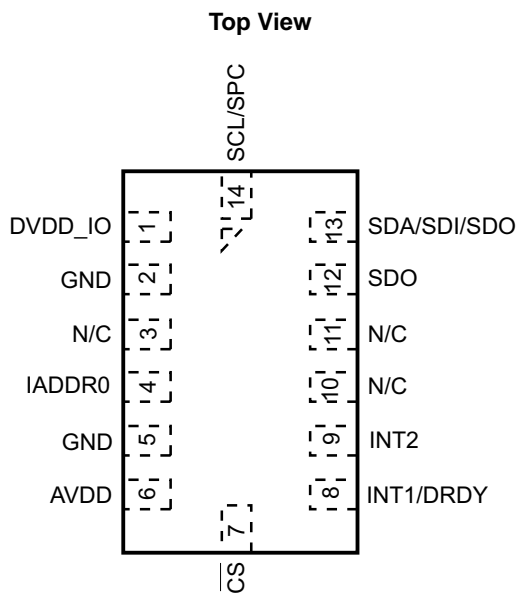 Top View
SCL/SPC
14
DVDD_IO 1
13 SDA/SDI/SDO
GND 2
12 SDO
N/C 3
11 N/C
IADDR0 4
10 N/C
GND 5
9 INT2
AVDD 6
8 INT1/DRDY
7
CS